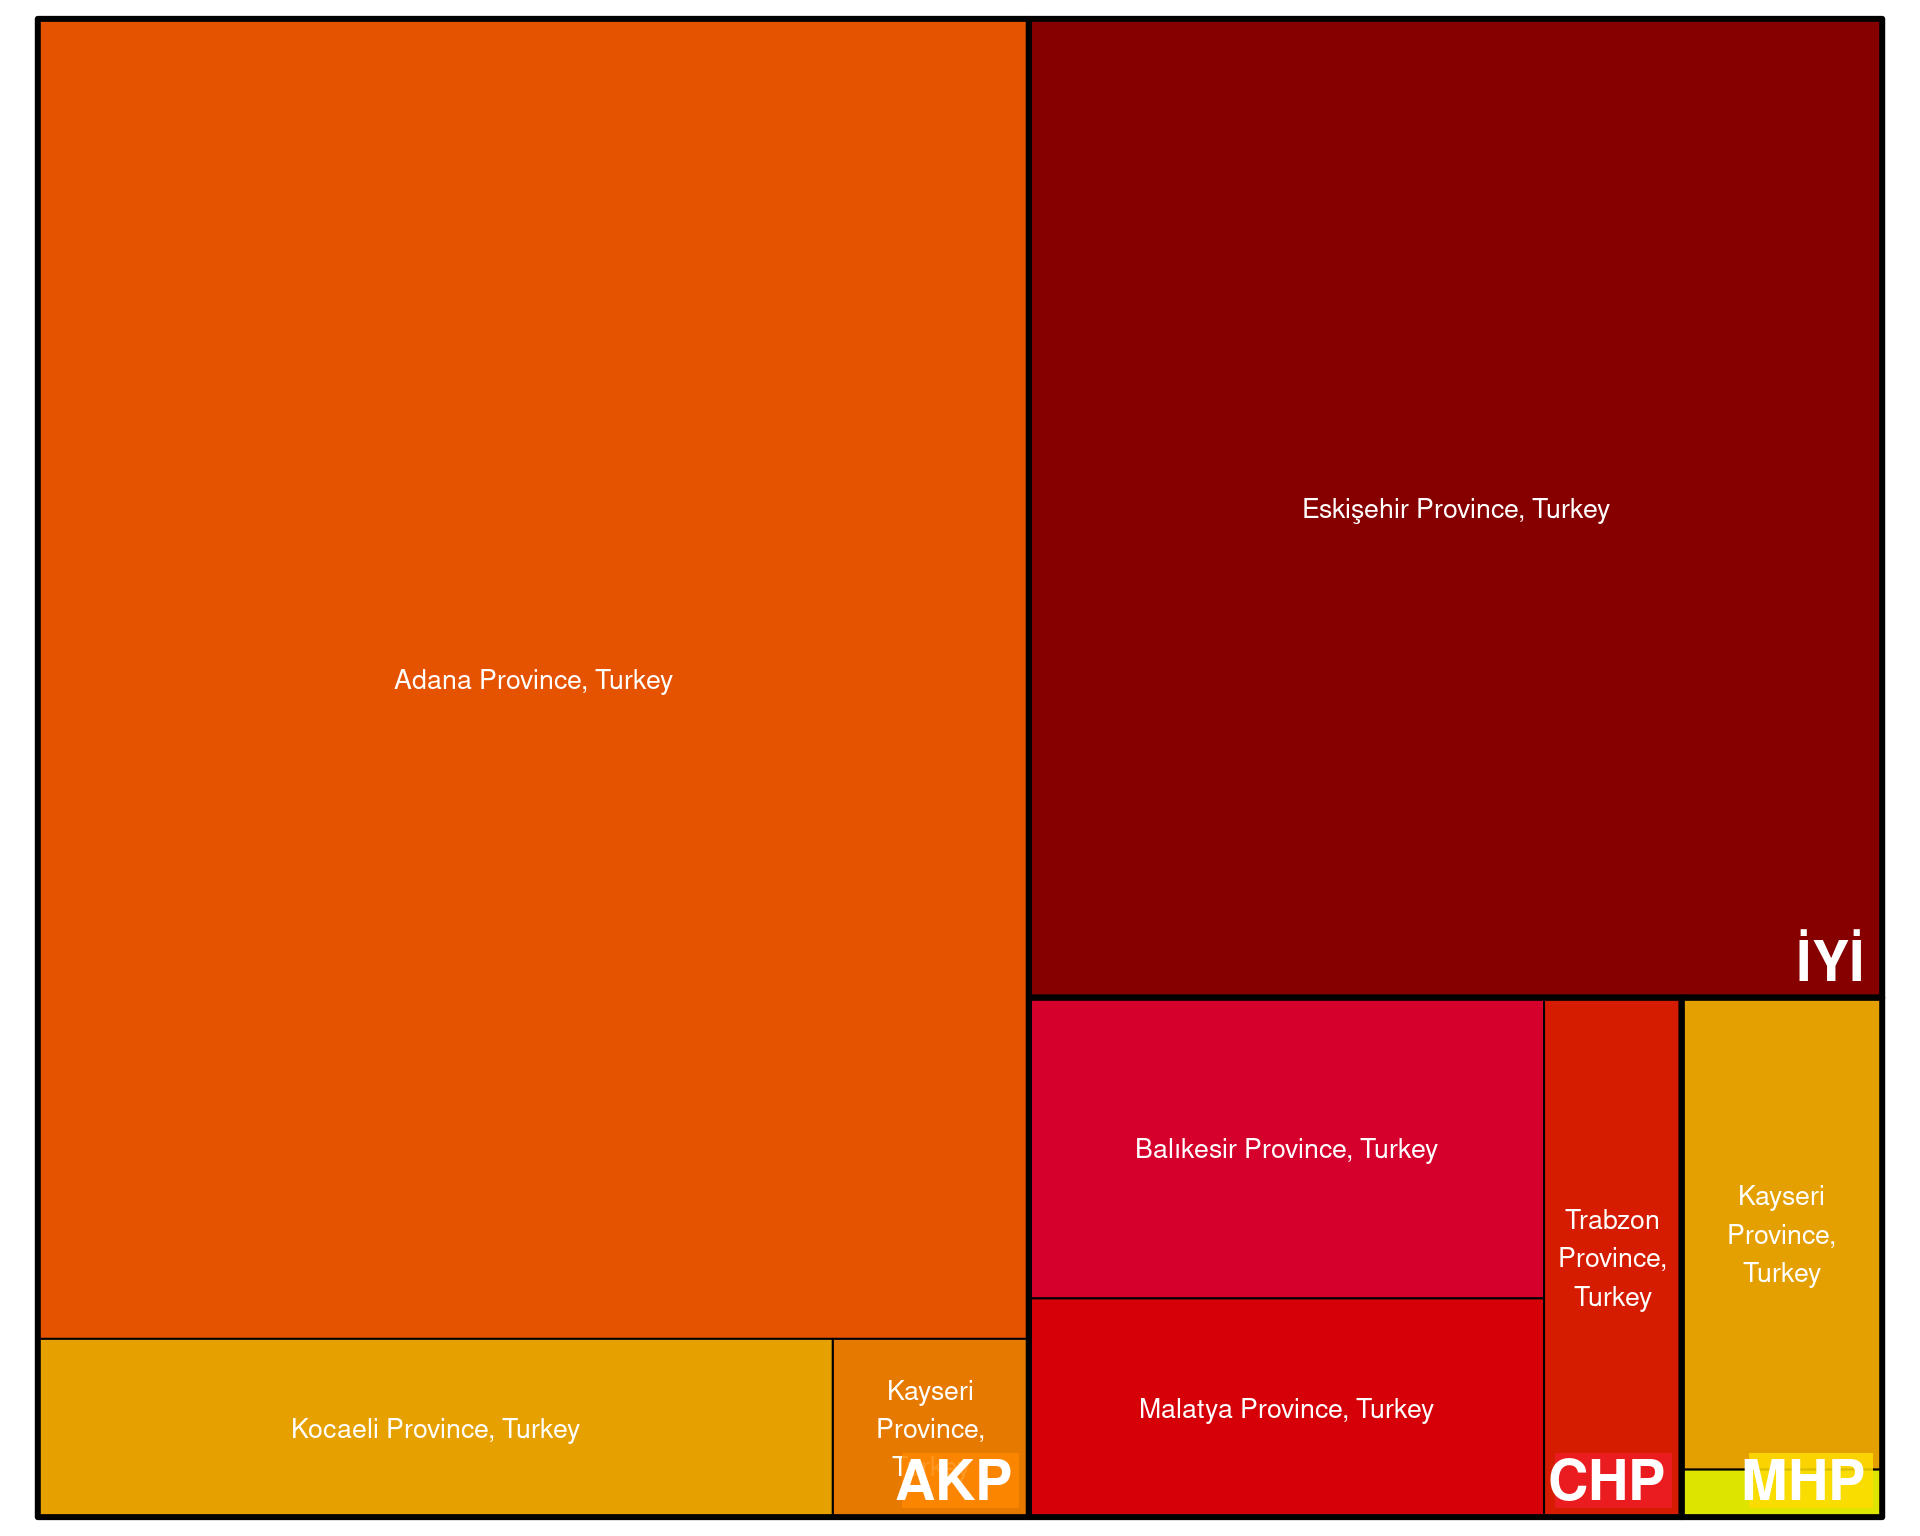 Adana Province, Turkey
Kocaeli Province, Turkey
Kayseri
Province,
AKP
Eskişehir Province, Turkey
İYİ
Balıkesir Province, Turkey
Malatya Province, Turkey
Trabzon
Province,
Turkey
CHP
Kayseri
Province,
Turkey
MHP